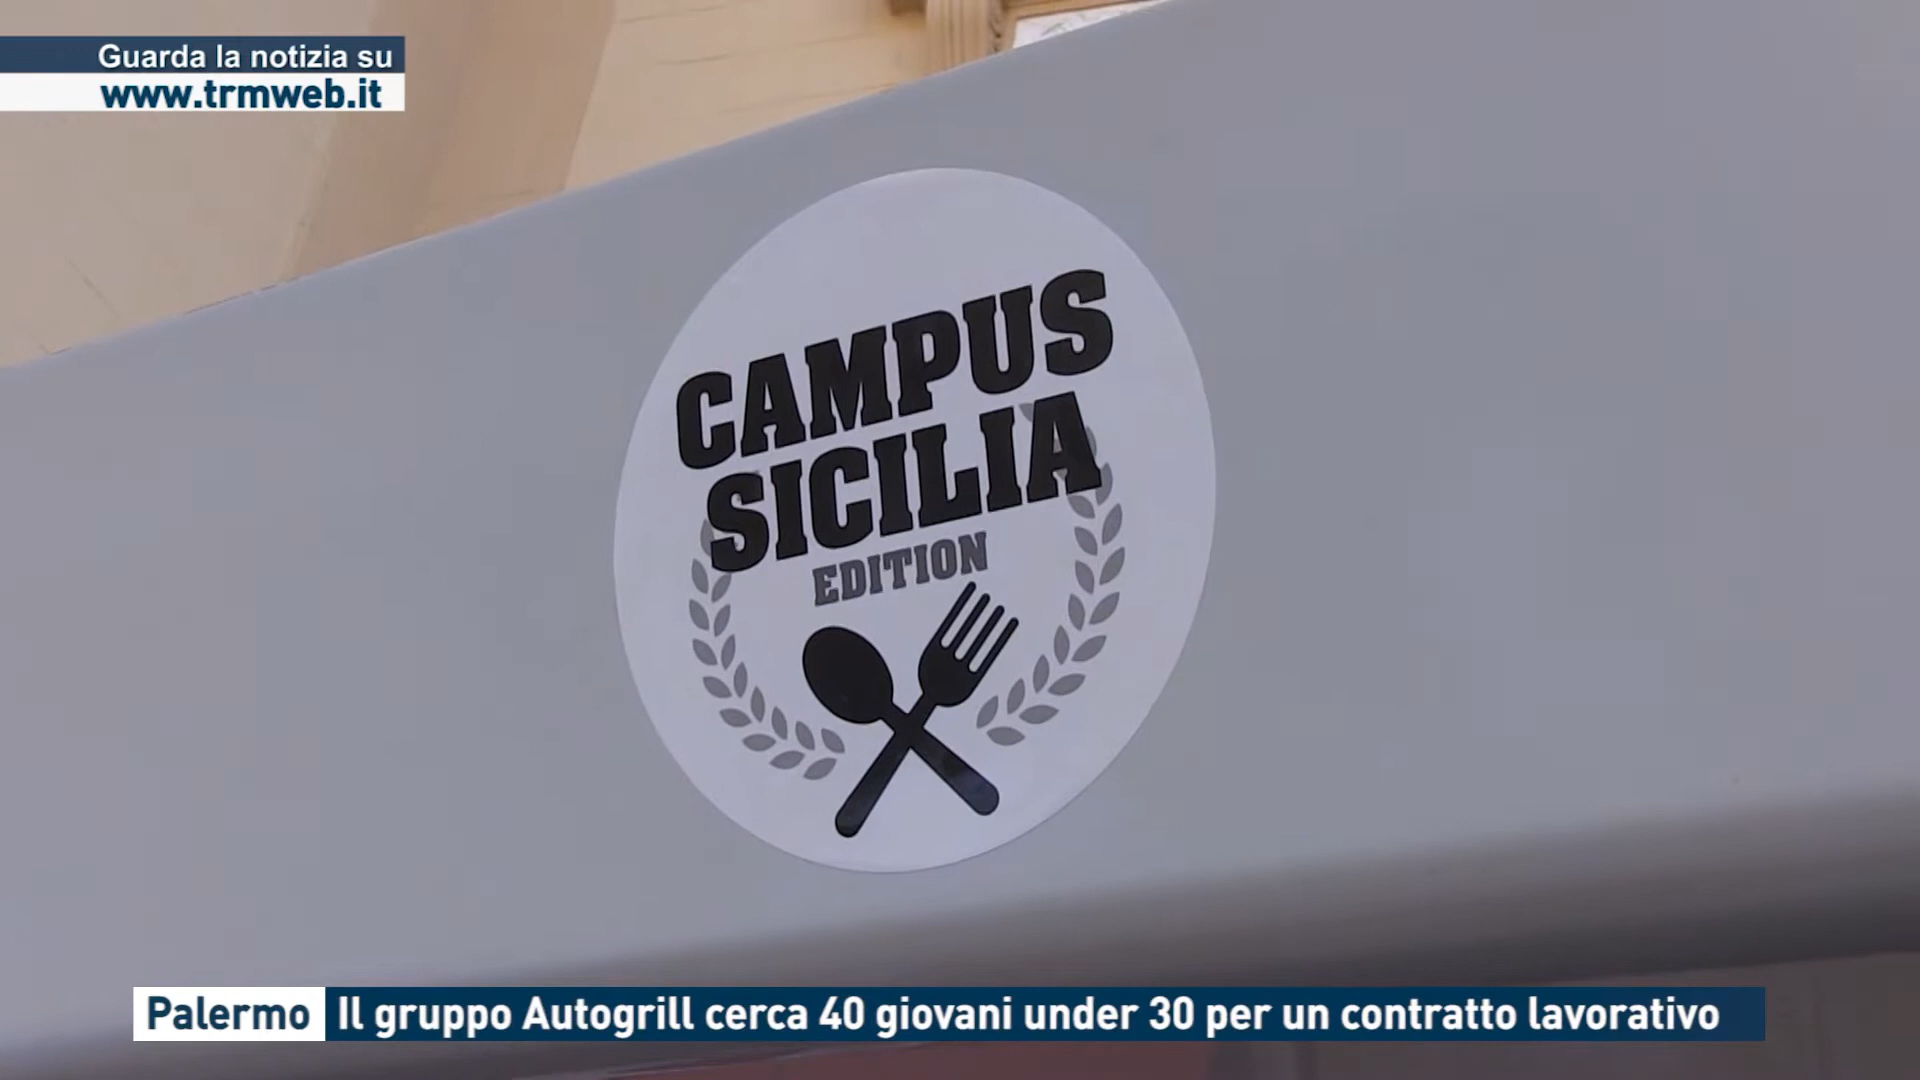 Guarda la notizia su
www.trmweb.it
CAMPUS
SICILIA
EDITION
Palermo Il gruppo Autogrill cerca 40 giovani under 30 per un contratto lavorativo